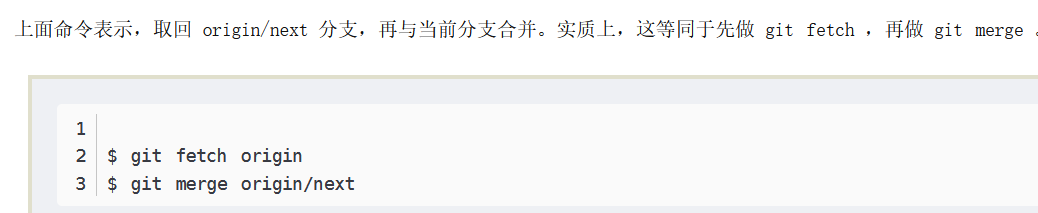 上面命令表示，取回 origin/next 分支，再与当前分支合并。实质上，这等同于先做 git fetch ，再做 git merge 。
1
2 $ git fetch origin
3 $ git merge origin/next